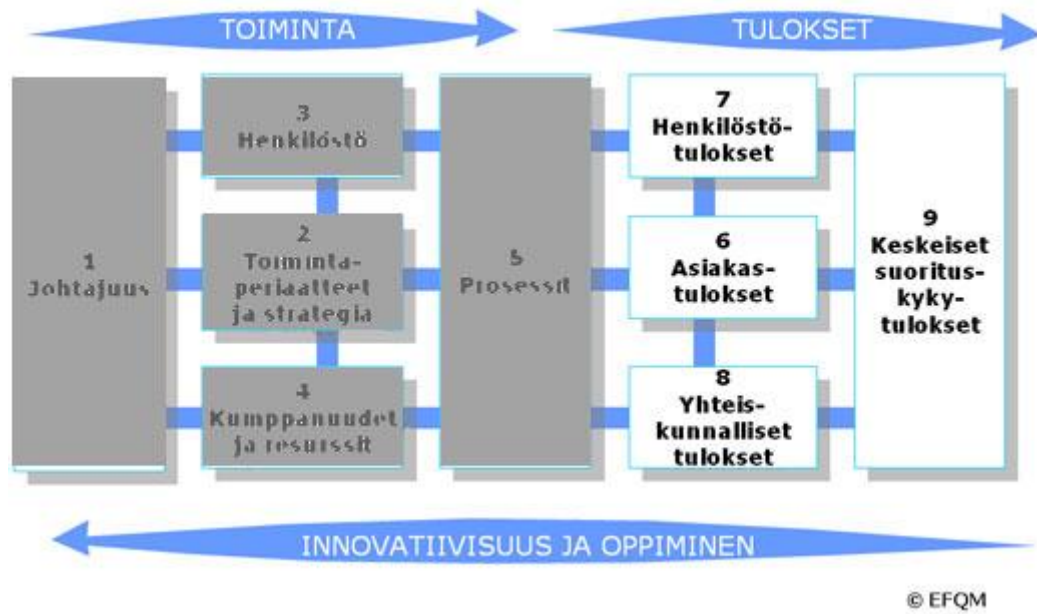 TOIMINTA
TULOKSET
1
Johtajuus
3
Henkilöstö
2
Toiminta-
periaatteet
ja strategia
4
Kumppanuudet
ja resurssit
5
Prosessit
7
Henkilöstö-
tulokset
6
Asiakas-
tulokset
8
Yhteis-
kunnalliset
tulokset
9
Keskeiset
suoritus-
kyky-
tulokset
INNOVATIIVISUUS JA OPPIMINEN
© EFQM